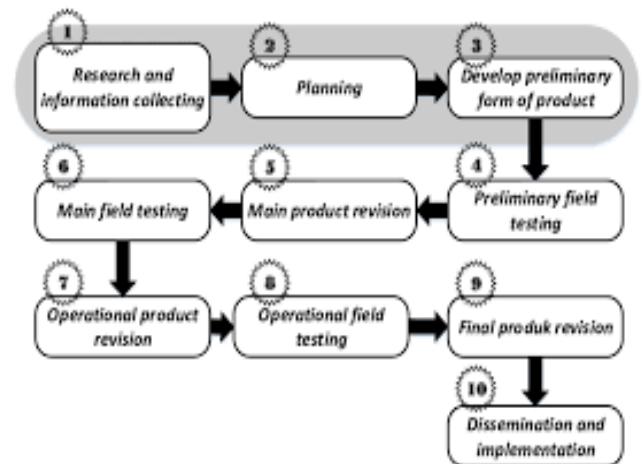 1
Research and
information collecting
2
Planning
3
Develop preliminary
form of product
4
Preliminary field
testing
5
Main product revision
6
Main field testing
7
Operational product
revision
8
Operational field
testing
9
Final produk revision
10
Dissemination and
implementation